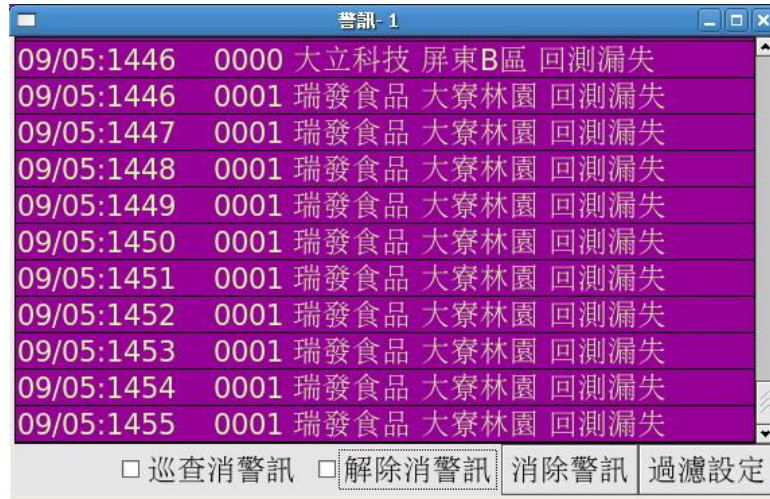 警訊- 1
09/05:1446 0000 大立科技 屏東B區 回測漏失
09/05:1446 0001 瑞發食品 大寮林園 回測漏失
09/05:1447 0001 瑞發食品 大寮林園 回測漏失
09/05:1448 0001 瑞發食品 大寮林園 回測漏失
09/05:1449 0001 瑞發食品 大寮林園 回測漏失
09/05:1450 0001 瑞發食品 大寮林園 回測漏失
09/05:1451 0001 瑞發食品 大寮林園 回測漏失
09/05:1452 0001 瑞發食品 大寮林園 回測漏失
09/05:1453 0001 瑞發食品 大寮林園 回測漏失
09/05:1454 0001 瑞發食品 大寮林園 回測漏失
09/05:1455 0001 瑞發食品 大寮林園 回測漏失
巡查消警訊 解除消警訊 消除警訊 過濾設定